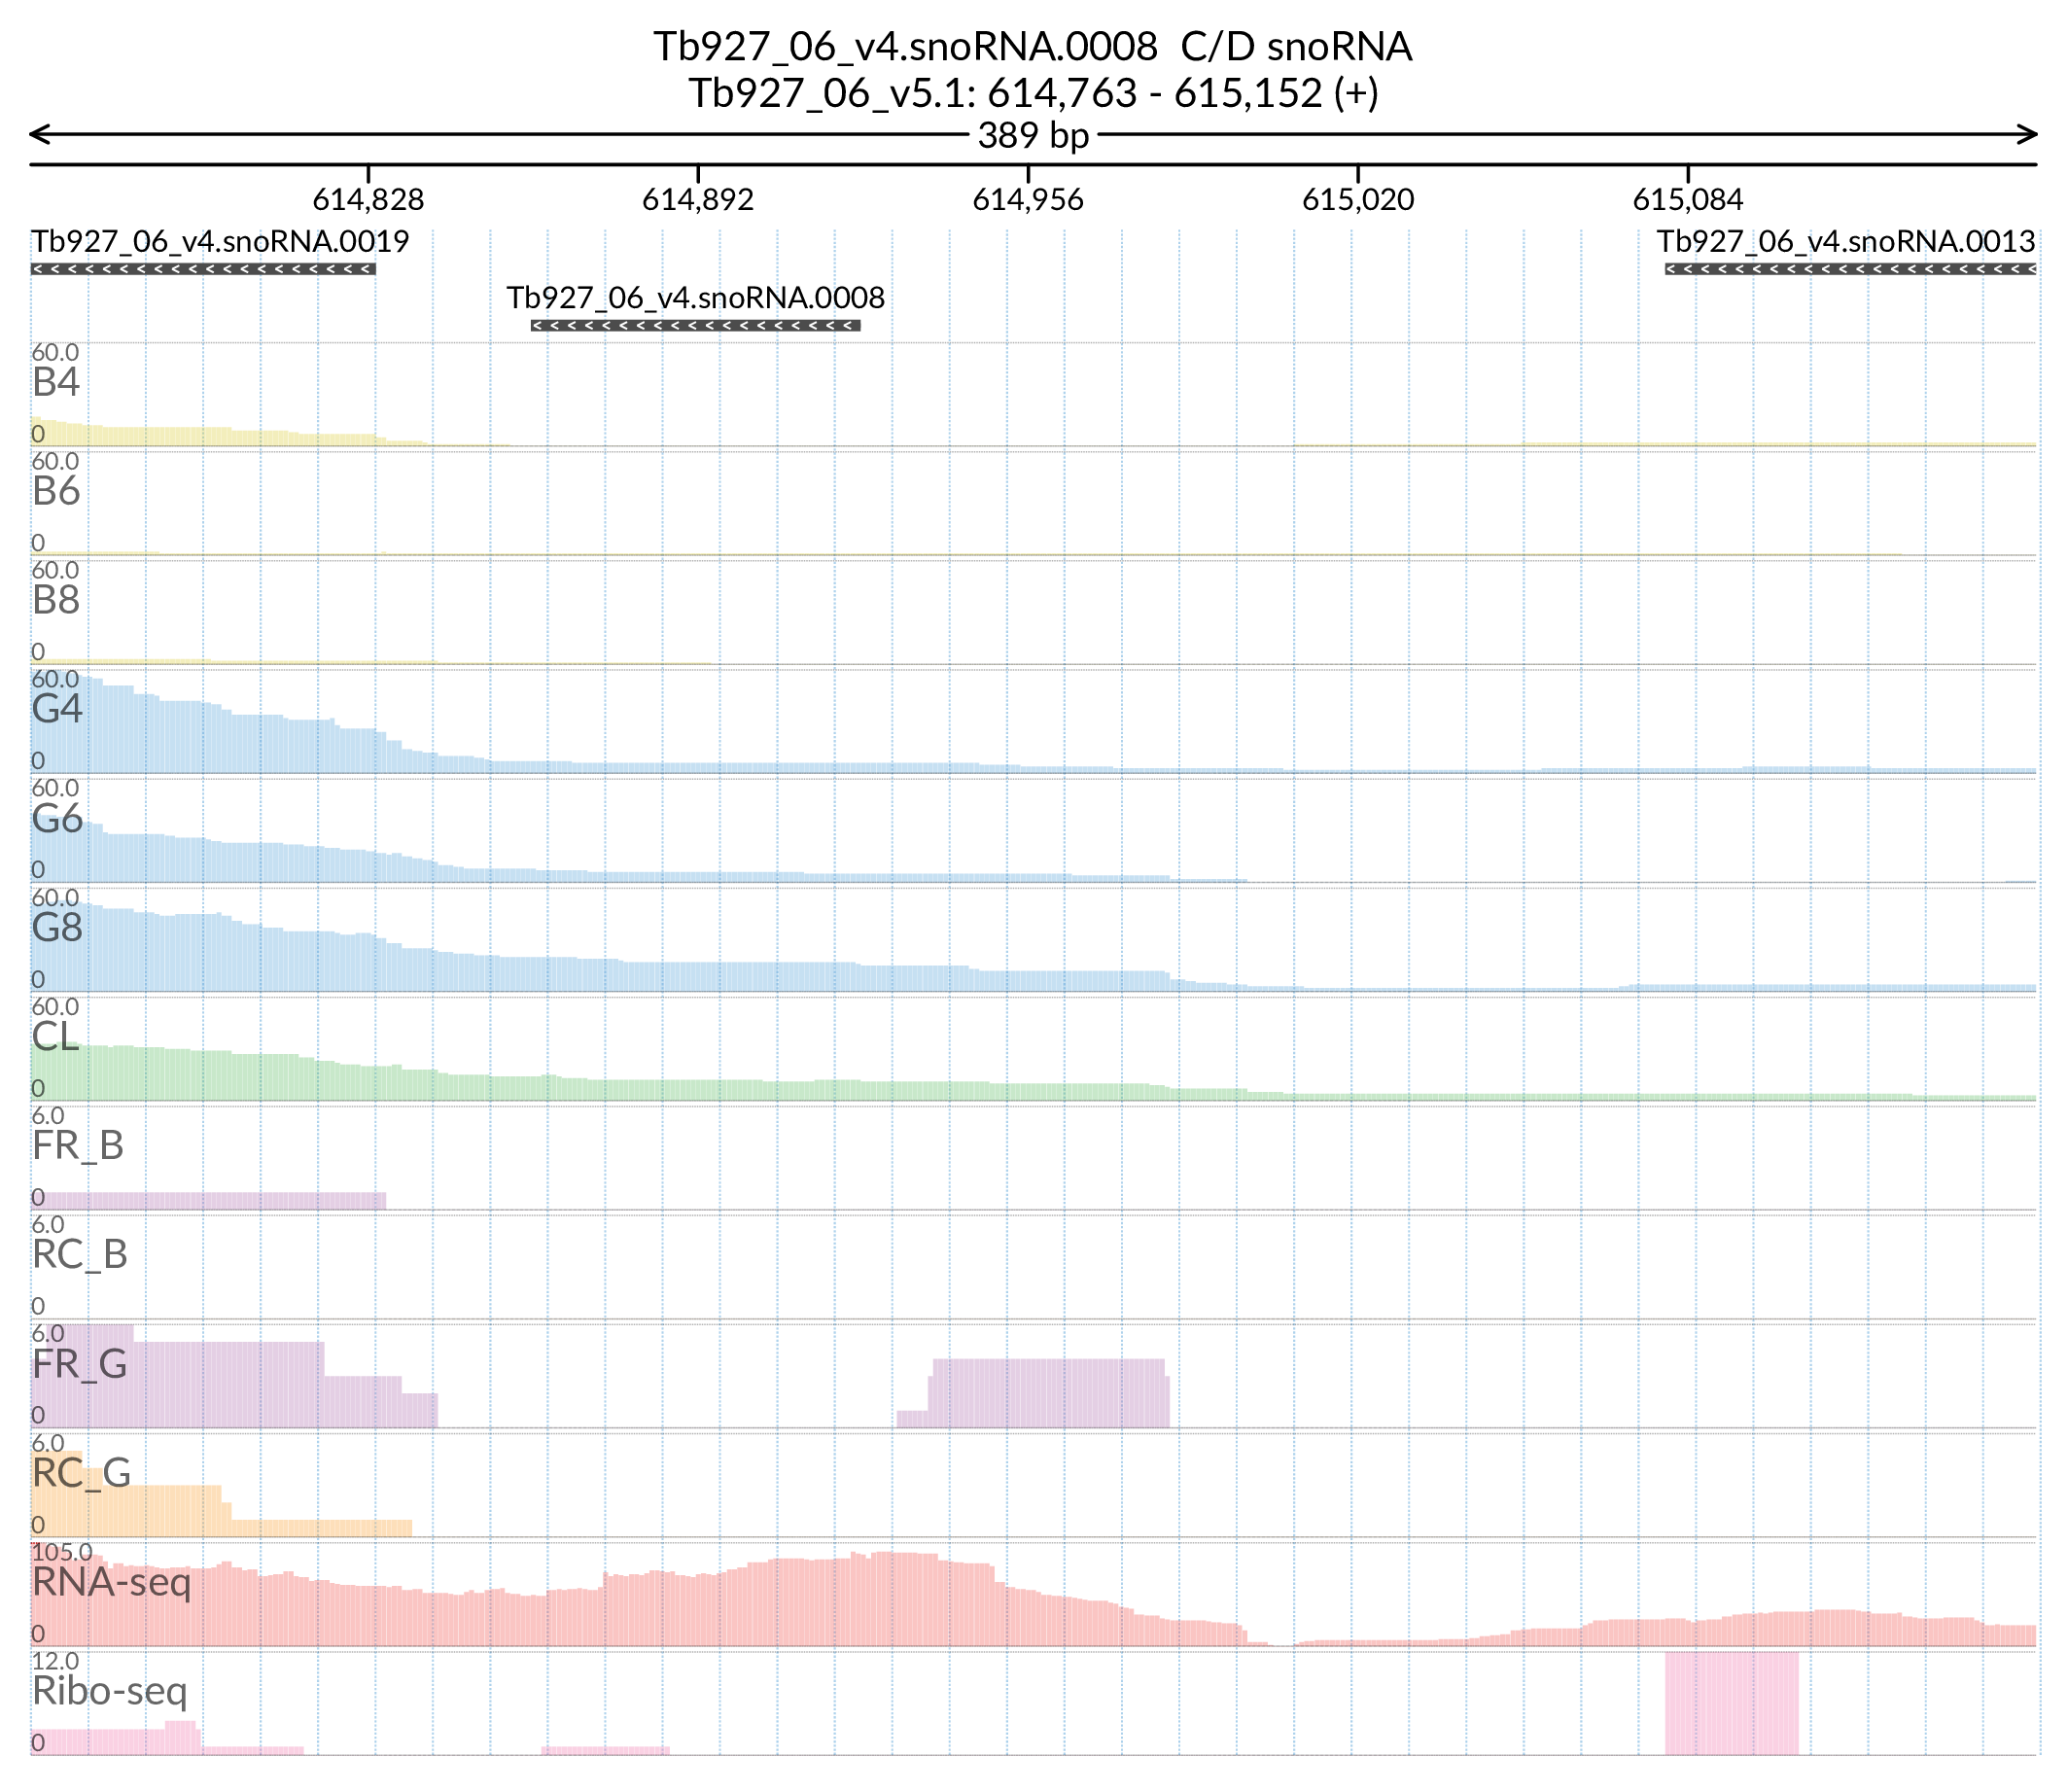 Tb927_06_v4.snoRNA.0008 C/D snoRNA
Tb927_06_v5.1: 614,763 - 615,152 (+)
389 bp
614,828 614,892 614,956 615,020 615,084
Tb927_06_v4.snoRNA.0019 Tb927_06_v4.snoRNA.0013
Tb927_06_v4.snoRNA.0008
60.0
B4
0
60.0
B6
0
60.0
B8
0
60.0
G4
0
60.0
G6
0
60.0
G8
0
60.0
CL
0
6.0
FR_B
0
6.0
RC_B
0
6.0
FR_G
0
6.0
RC_G
0
105.0
RNA-seq
0
12.0
Ribo-seq
0